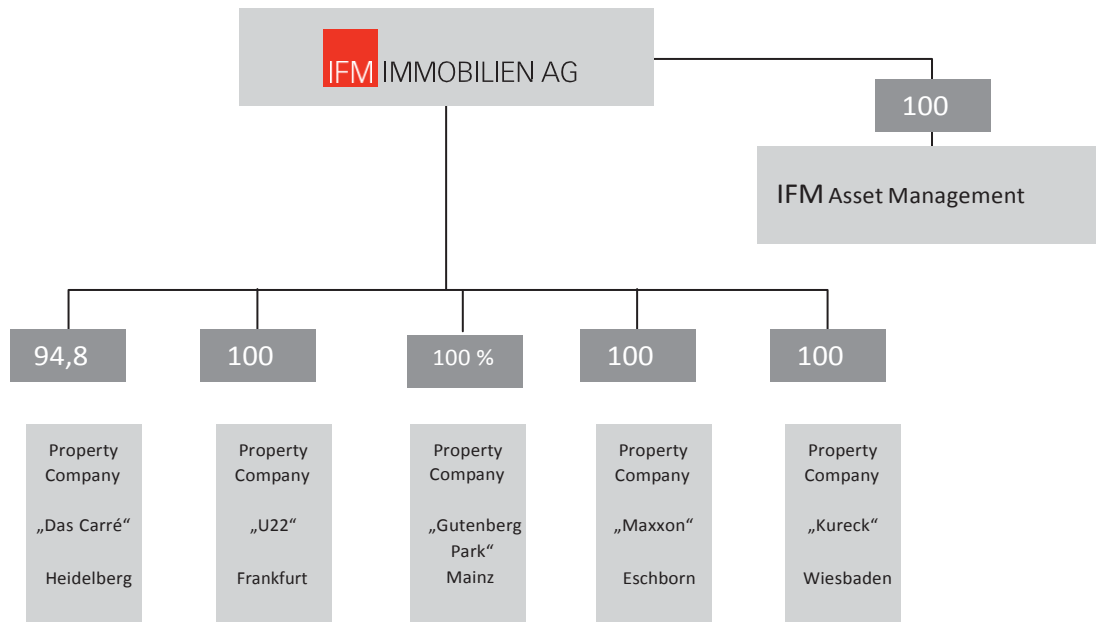 IFM IMMOBILIEN AG
100
IFM Asset Management
94,8
100
100 %
100
100
Property
Company
„Das Carré“
Heidelberg
Property
Company
„U22“
Frankfurt
Property
Company
„Gutenberg
Park“
Mainz
Property
Company
„Maxxon“
Eschborn
Property
Company
„Kureck“
Wiesbaden